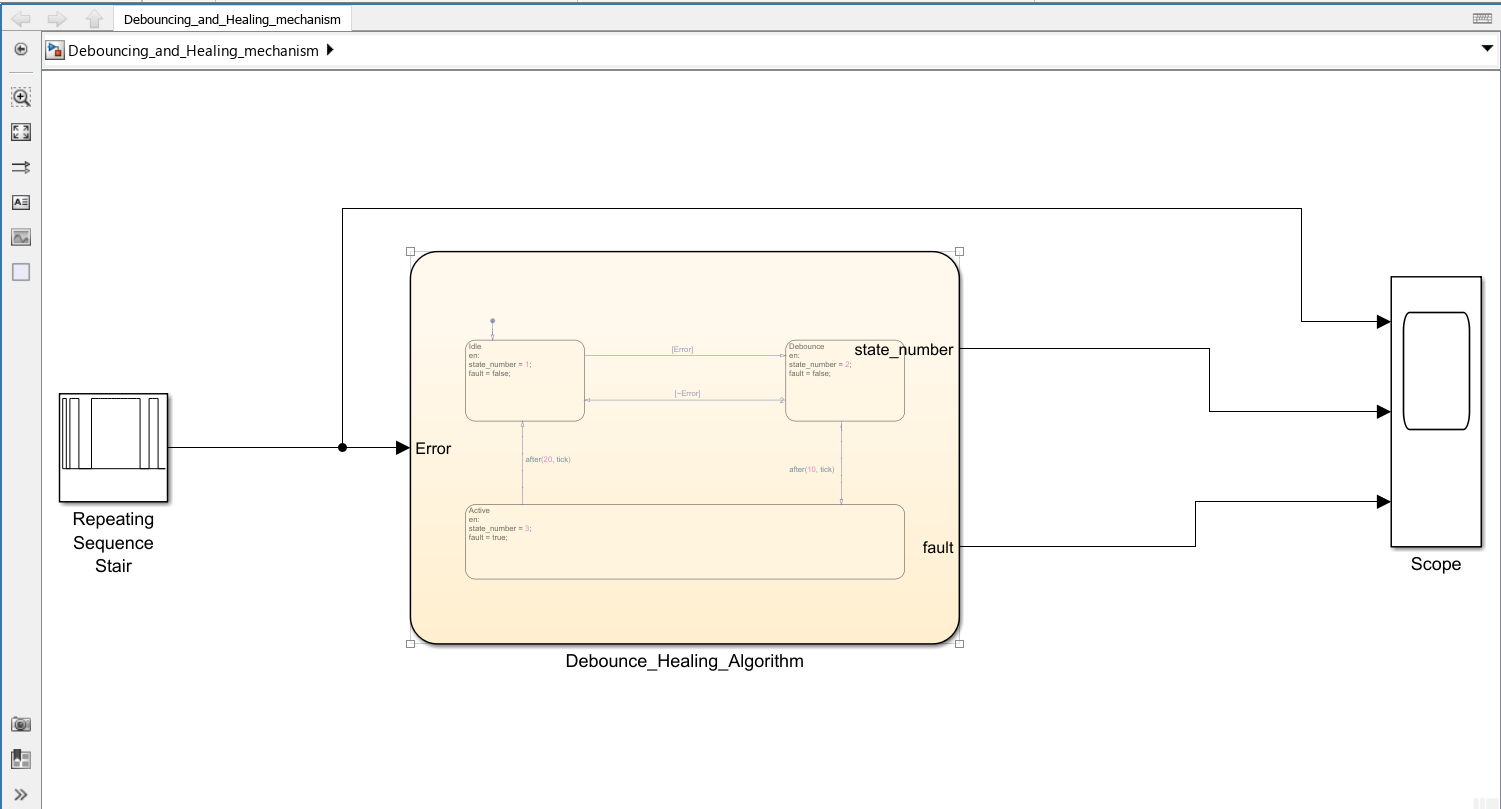 Debouncing_and_Healing_mechanism
Debouncing_and_Healing_mechanism
Repeating
Sequence
Stair
Error
Idle
en:
state_number = 1;
fault = false;
[Error]
[~Error]
2
Debounce
en:
state_number = 2;
fault = false;
state_number
after(20, tick)
1
after(10, tick)
Active
en:
state_number = 3;
fault = true;
fault
Debounce_Healing_Algorithm
Scope